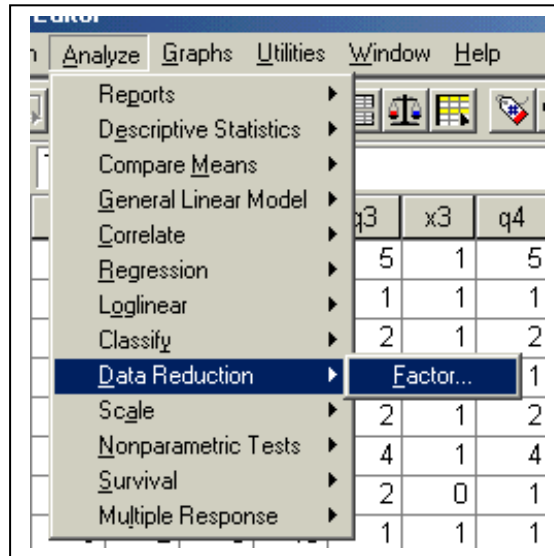 Editor
Analyze Graphs Utilities Window Help
Reports
Descriptive Statistics
Compare Means
General Linear Model
q3 x3 q4
Correlate
5 1 5
Regression
1 1 1
Loglinear
2 1 2
Classify
Data Reduction Factor... 1
Scale
2 1 2
Nonparametric Tests
4 1 4
Survival
2 0 1
Multiple Response
1 1 1